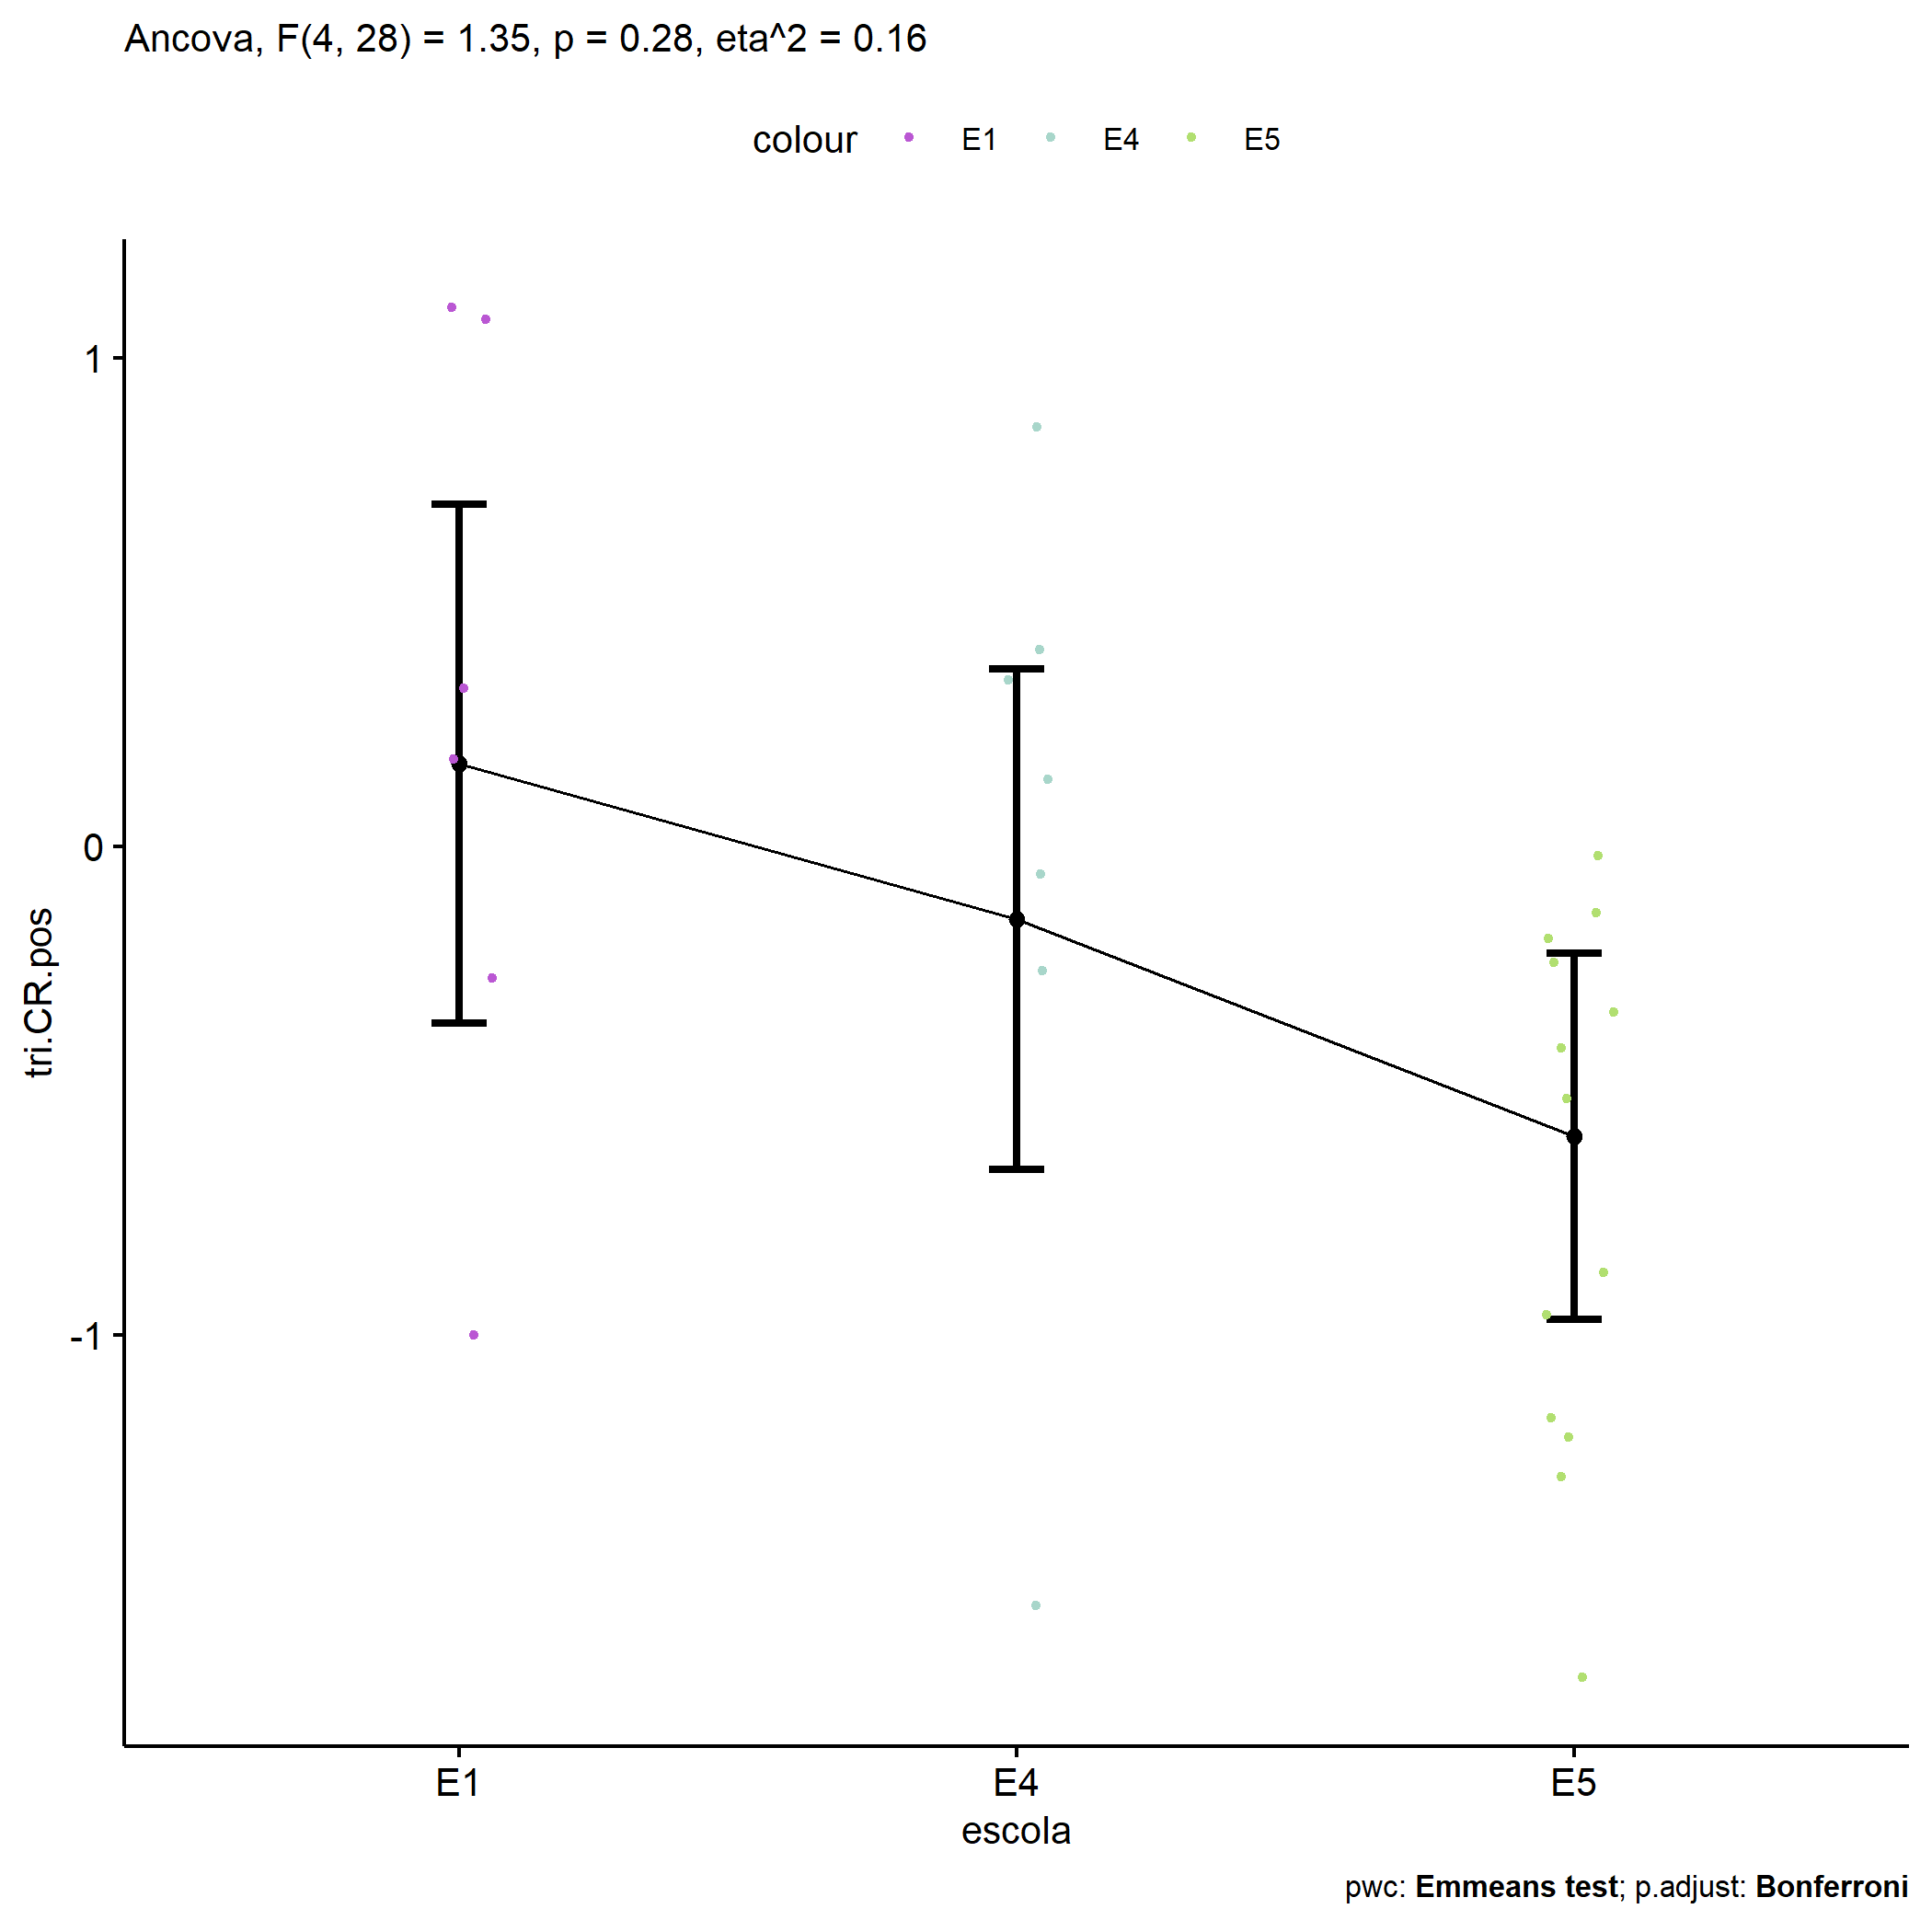 Ancova, F(4, 28) = 1.35, p = 0.28, eta^2 = 0.16
colour E1 E4 E5
1
0
-1
tri.CR.pos
E1 E4 E5
escola
pwc: Emmeans test; p.adjust: Bonferroni